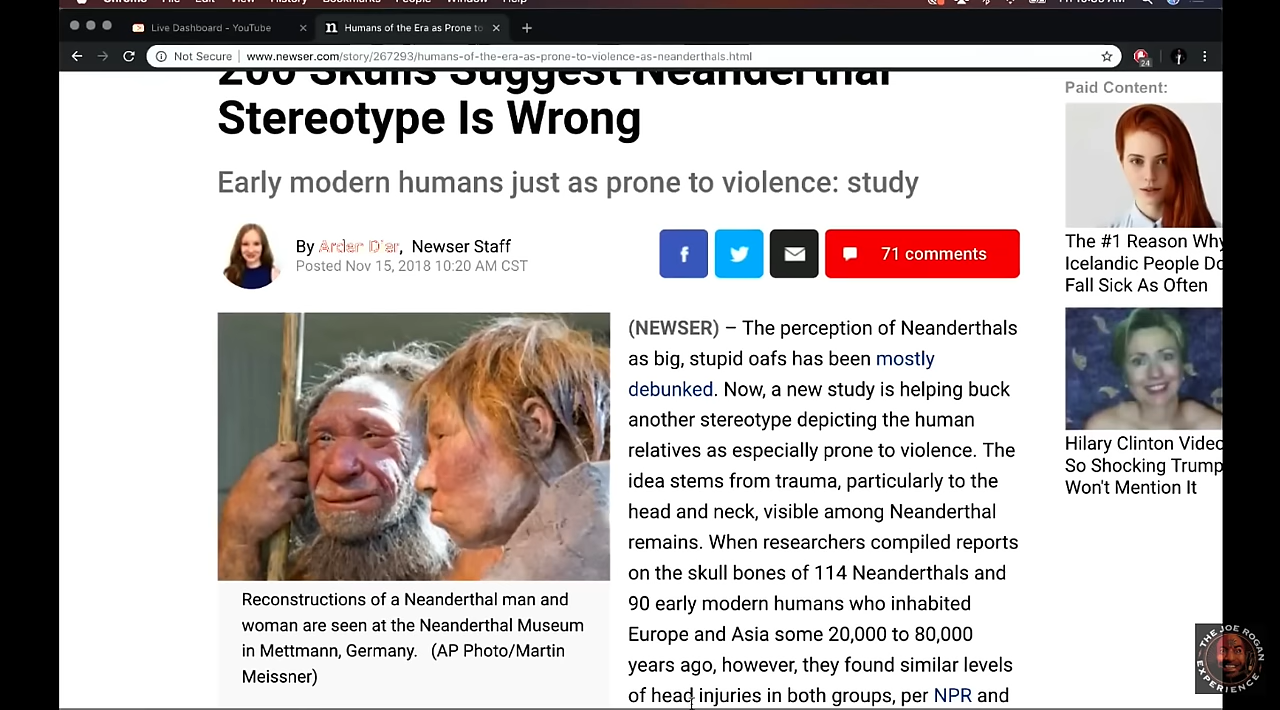 Live Dashboard - YouTube
Humans of the Era as Prone to
Not Secure
www.newser.com/story/267293/humans-of-the-era-as-prone-to-violence-as-neanderthals.html
24
200 Skulls Suggest Neanderthal
Stereotype Is Wrong
Early modern humans just as prone to violence: study
By
Newser Staff
Posted Nov 15, 2018 10:20 AM CST
f
71 comments
(NEWSER) – The perception of Neanderthals
as big, stupid oafs has been mostly
debunked. Now, a new study is helping buck
another stereotype depicting the human
relatives as especially prone to violence. The
idea stems from trauma, particularly to the
head and neck, visible among Neanderthal
remains. When researchers compiled reports
on the skull bones of 114 Neanderthals and
90 early modern humans who inhabited
Europe and Asia some 20,000 to 80,000
years ago, however, they found similar levels
of head injuries in both groups, per NPR and
Reconstructions of a Neanderthal man and
woman are seen at the Neanderthal Museum
in Mettmann, Germany. (AP Photo/Martin
Meissner)
Paid Content:
The #1 Reason Why
Icelandic People Do
Fall Sick As Often
Hilary Clinton Video
So Shocking Trump
Won't Mention It
THE JOE ROGAN
EXPERIENCE